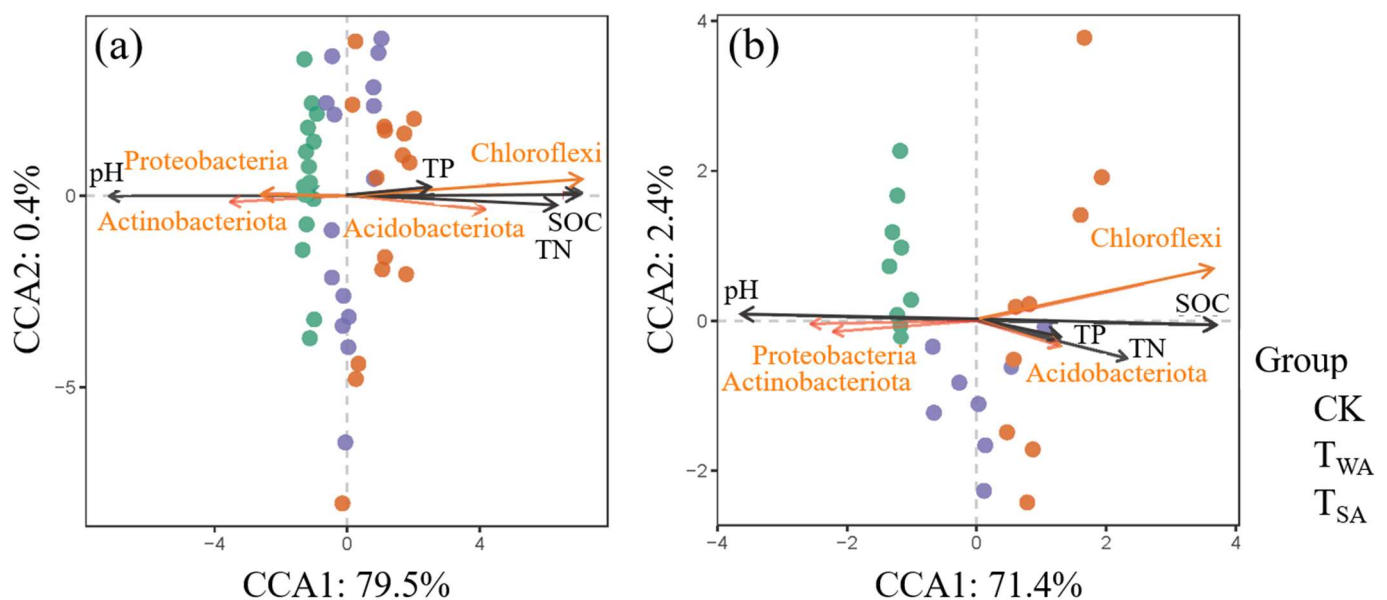 (a)
Proteobacteria
TP
Chloroflexi
pH
0
Actinobacteriota
Acidobacteriota
SOC
TN
−5
CCA2: 0.4%
−4
0
4
CCA1: 79.5%
(b)
4
2
Chloroflexi
pH
SOC
0
TP
Proteobacteria
TN
Actinobacteriota
Acidobacteriota
−2
CCA2: 2.4%
−4
−2
0
2
4
CCA1: 71.4%
Group
CK
TWA
TSA